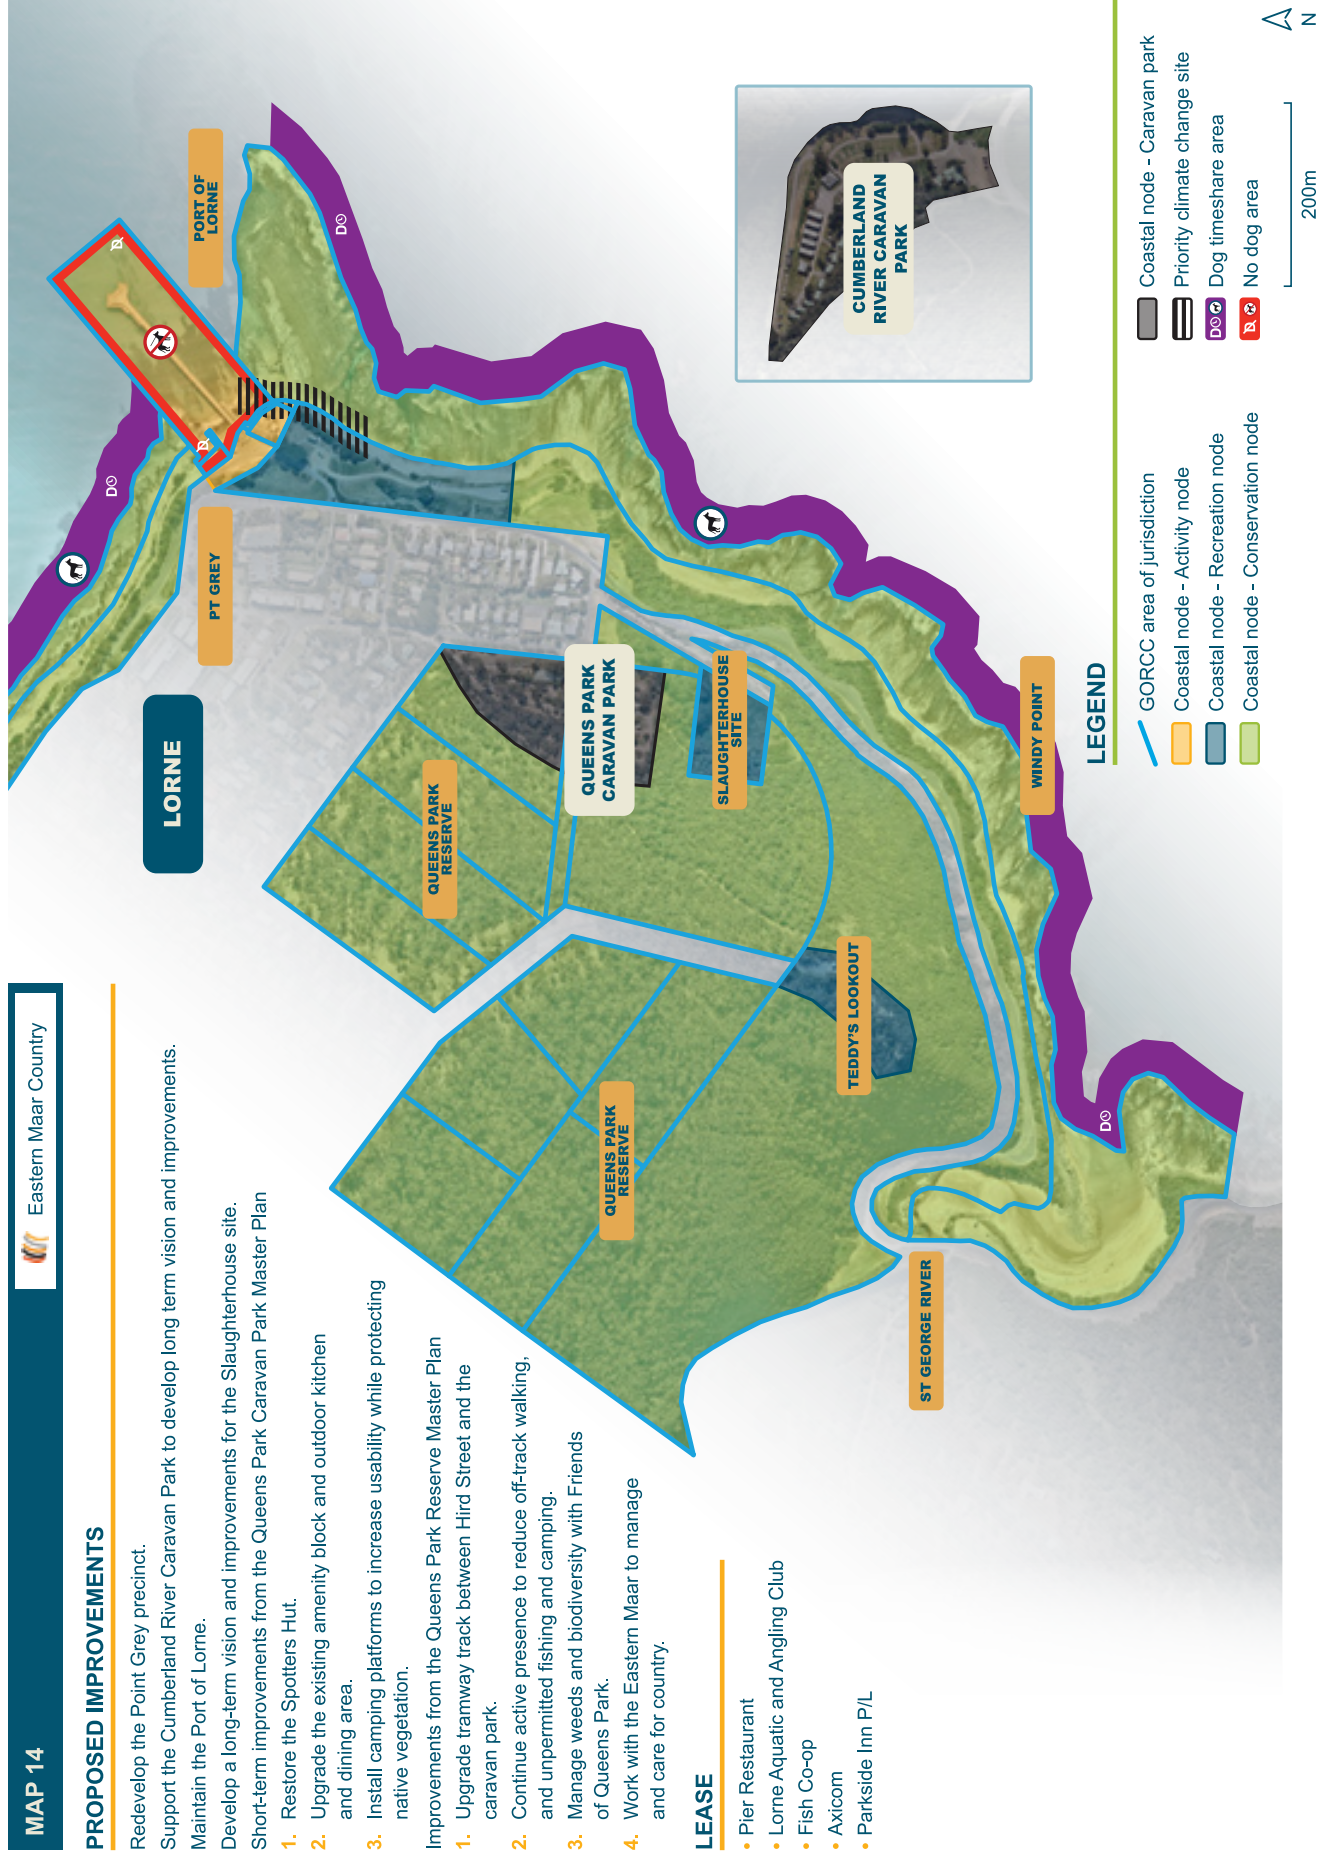 MAP 14
Eastern Maar Country
PROPOSED IMPROVEMENTS
Redevelop the Point Grey precinct.
Support the Cumberland River Caravan Park to develop long term vision and improvements.
Maintain the Port of Lorne.
Develop a long-term vision and improvements for the Slaughterhouse site.
Short-term improvements from the Queens Park Caravan Park Master Plan
1. Restore the Spotters Hut.
2. Upgrade the existing amenity block and outdoor kitchen
and dining area.
3. Install camping platforms to increase usability while protecting
native vegetation.
Improvements from the Queens Park Reserve Master Plan
1. Upgrade tramway track between Hird Street and the
caravan park.
2. Continue active presence to reduce off-track walking,
and unpermitted fishing and camping.
3. Manage weeds and biodiversity with Friends
of Queens Park.
4. Work with the Eastern Maar to manage
and care for country.
LEASE
• Pier Restaurant
• Lorne Aquatic and Angling Club
• Fish Co-op
• Axicom
• Parkside Inn P/L
LORNE
PT GREY
PORT OF
LORNE
D
D
QUEENS PARK
RESERVE
QUEENS PARK
CARAVAN PARK
SLAUGHTERHOUSE
SITE
QUEENS PARK
RESERVE
TEDDY'S LOOKOUT
ST GEORGE RIVER
WINDY POINT
D
D
D
CUMBERLAND
RIVER CARAVAN
PARK
LEGEND
GORCC area of jurisdiction
Coastal node - Activity node
Coastal node - Recreation node
Coastal node - Conservation node
Coastal node - Caravan park
Priority climate change site
D Dog timeshare area
D No dog area
200m
N